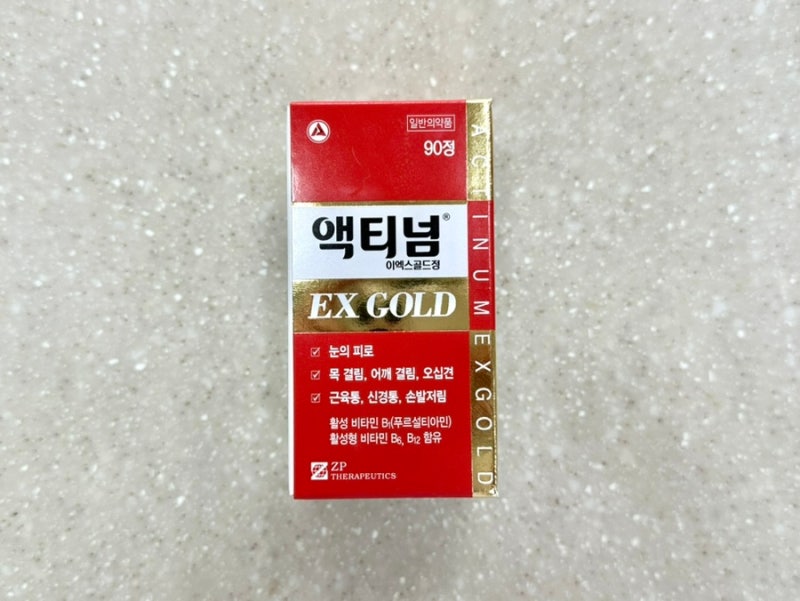 일반의약품
90정
액티넘®
이엑스골드정
EX GOLD
눈의 피로
목 결림, 어깨 결림, 오십견
근육통, 신경통, 손발저림
활성 비타민 B₁(푸르설티아민)
활성형 비타민 B₆, B₁₂ 함유
ZP
THERAPEUTICS
ACTINUM EX GOLD